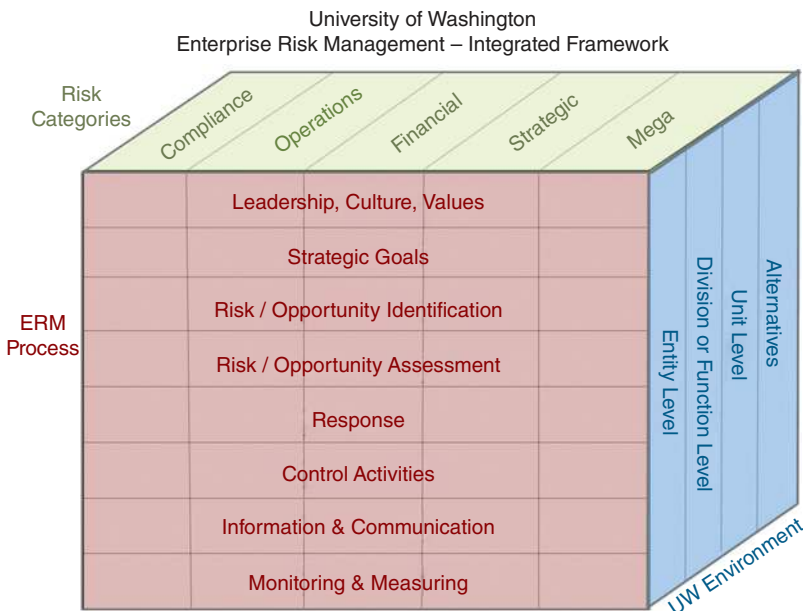 University of Washington
Enterprise Risk Management – Integrated Framework
Risk
Categories
Compliance
Operations
Financial
Strategic
Mega
ERM
Process
Leadership, Culture, Values
Strategic Goals
Risk / Opportunity Identification
Risk / Opportunity Assessment
Response
Control Activities
Information & Communication
Monitoring & Measuring
Entity Level
Division or Function Level
Unit Level
Alternatives
UW Environment